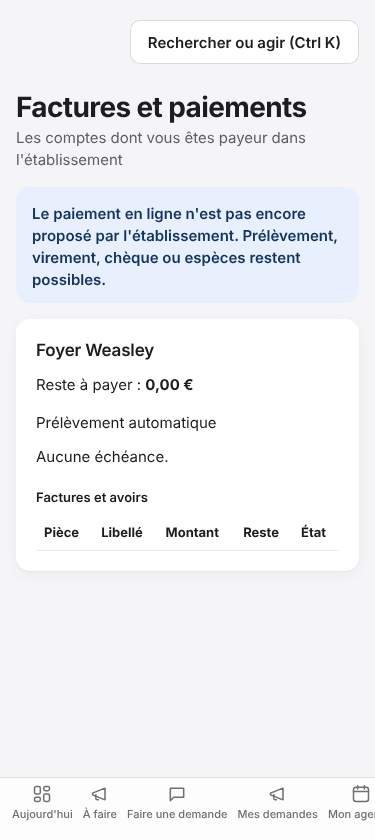 Rechercher ou agir (Ctrl K)
Factures et paiements
Les comptes dont vous êtes payeur dans
l'établissement
Le paiement en ligne n'est pas encore
proposé par l'établissement. Prélèvement,
virement, chèque ou espèces restent
possibles.
Foyer Weasley
Reste à payer : 0,00 €
Prélèvement automatique
Aucune échéance.
Factures et avoirs
Pièce Libellé Montant Reste État
Aujourd'hui À faire Faire une demande Mes demandes Mon age